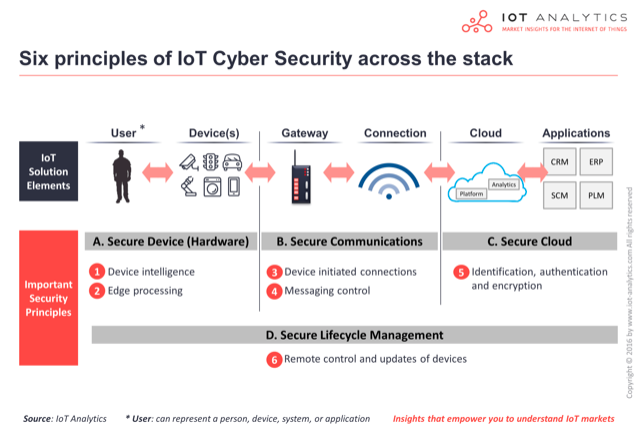 IOT ANALYTICS
MARKET INSIGHTS FOR THE INTERNET OF THINGS
Six principles of IoT Cyber Security across the stack
User *
Device(s)
Gateway
Connection
Cloud
Applications
IoT
Solution
Elements
Platform
Analytics
CRM
ERP
SCM
PLM
Important
Security
Principles
A. Secure Device (Hardware)
1 Device intelligence
2 Edge processing
B. Secure Communications
3 Device initiated connections
4 Messaging control
C. Secure Cloud
5 Identification, authentication
and encryption
D. Secure Lifecycle Management
6 Remote control and updates of devices
Copyright © 2016 by www.iot-analytics.com All rights reserved
Source: IoT Analytics
* User: can represent a person, device, system, or application
Insights that empower you to understand IoT markets